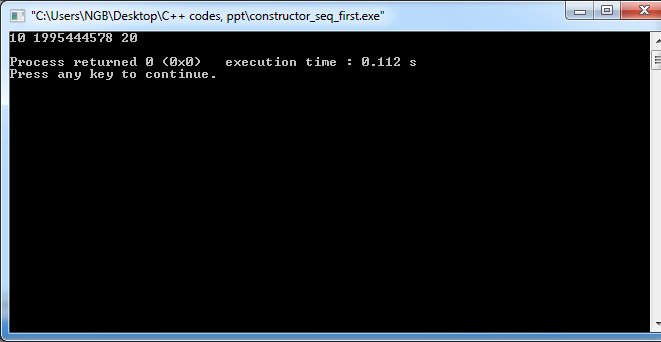 "C:\Users\NGB\Desktop\C++ codes, ppt\constructor_seq_first.exe"
10 1995444578 20
Process returned 0 (0x0)   execution time : 0.112 s
Press any key to continue.